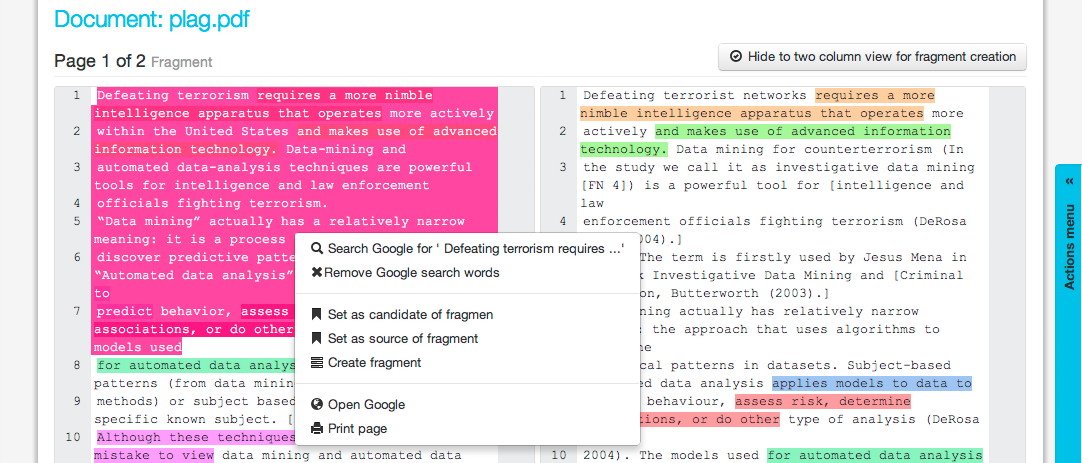 Document: plag.pdf
Page 1 of 2 Fragment
Hide to two column view for fragment creation
1 Defeating terrorism requires a more nimble
intelligence apparatus that operates more actively
2 within the United States and makes use of advanced
information technology. Data-mining and
3 automated data-analysis techniques are powerful
tools for intelligence and law enforcement
4 officials fighting terrorism.
5 “Data mining” actually has a relatively narrow
meaning: it is a process
6 discover predictive patte
“Automated data analysis”
to
7 predict behavior, assess
associations, or do other
models used
8 for automated data analys
patterns (from data minin
9 methods) or subject based
specific known subject. [
10 Although these techniques
mistake to view data mining and automated data
1 Defeating terrorist networks requires a more
nimble intelligence apparatus that operates more
2 actively and makes use of advanced information
technology. Data mining for counterterrorism (In
3 the study we call it as investigative data mining
[FN 4]) is a powerful tool for [intelligence and
law
4 enforcement officials fighting terrorism (DeRosa
004).]
The term is firstly used by Jesus Mena in
k Investigative Data Mining and [Criminal
on, Butterworth (2003).]
ning actually has relatively narrow
: the approach that uses algorithms to
ne
cal patterns in datasets. Subject-based
ed data analysis applies models to data to
behaviour, assess risk, determine
tions, or do other type of analysis (DeRosa
10 2004). The models used for automated data analysis
Search Google for ' Defeating terrorism requires ...'
Remove Google search words
Set as candidate of fragmen
Set as source of fragment
Create fragment
Open Google
Print page
«
Actions menu